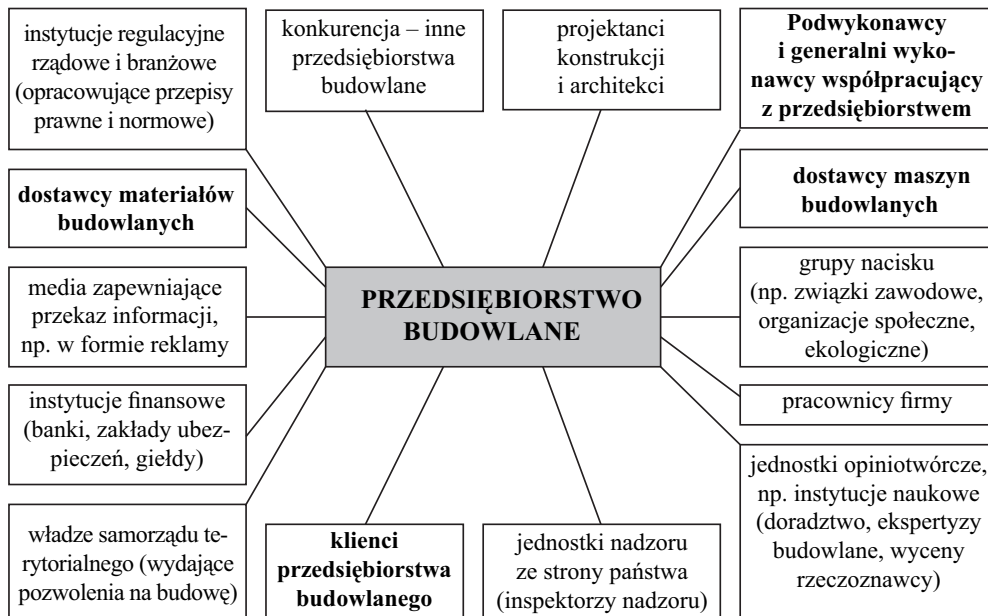 instytucje regulacyjne
rządowe i branżowe
(opracowujące przepisy
prawne i normowe)
konkurencja – inne
przedsiębiorstwa
budowlane
projektanci
konstrukcji
i architekci
Podwykonawcy
i generalni wyko-
nawcy współpracujący
z przedsiębiorstwem
dostawcy materiałów
budowlanych
dostawcy maszyn
budowlanych
media zapewniające
przekaz informacji,
np. w formie reklamy
PRZEDSIĘBIORSTWO
BUDOWLANE
grupy nacisku
(np. związki zawodowe,
organizacje społeczne,
ekologiczne)
instytucje finansowe
(banki, zakłady ubez-
pieczeń, giełdy)
pracownicy firmy
władze samorządu te-
rytorialnego (wydające
pozwolenia na budowę)
klienci
przedsiębiorstwa
budowlanego
jednostki nadzoru
ze strony państwa
(inspektorzy nadzoru)
jednostki opiniotwórcze,
np. instytucje naukowe
(doradztwo, ekspertyzy
budowlane, wyceny
rzeczoznawcy)